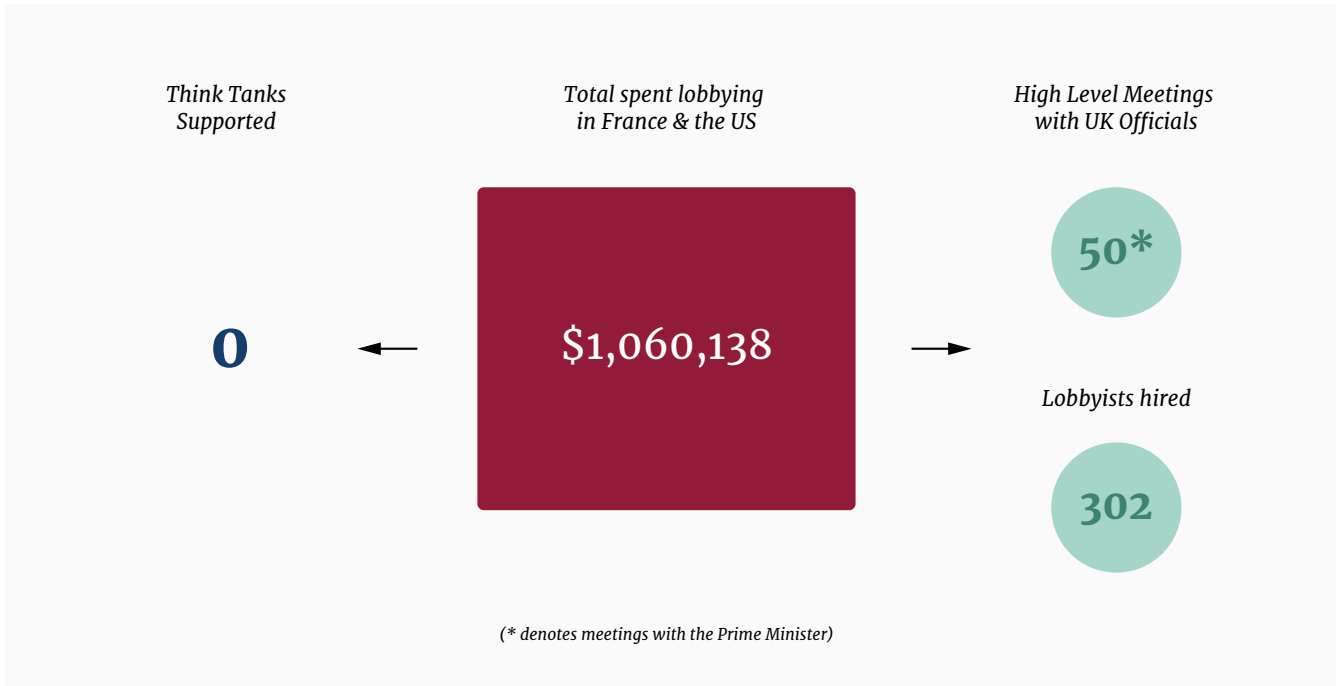 Think Tanks
Supported
0
Total spent lobbying
in France & the US
$1,060,138
High Level Meetings
with UK Officials
50*
Lobbyists hired
302
(* denotes meetings with the Prime Minister)